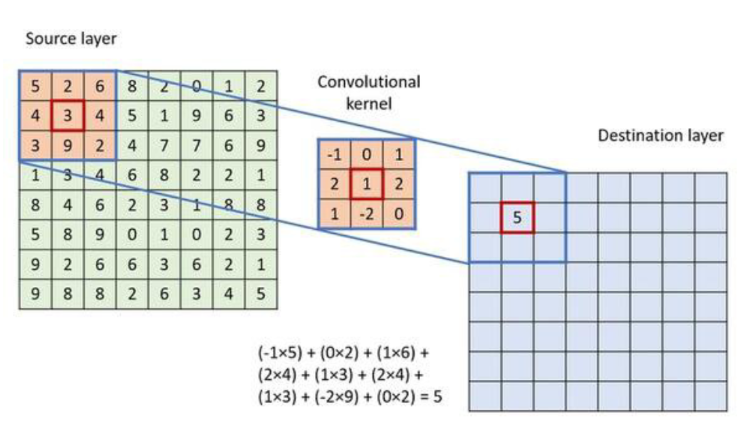 Source layer
5 2 6 8 2 0 1 2
4 3 4 5 1 9 6 3
3 9 2 4 7 7 6 9
1 3 4 6 8 2 2 1
8 4 6 2 3 1 8 8
5 8 9 0 1 0 2 3
9 2 6 6 3 6 2 1
9 8 8 2 6 3 4 5
Convolutional
kernel
-1 0 1
2 1 2
1 -2 0
Destination layer
5
(-1×5) + (0×2) + (1×6) +
(2×4) + (1×3) + (2×4) +
(1×3) + (-2×9) + (0×2) = 5